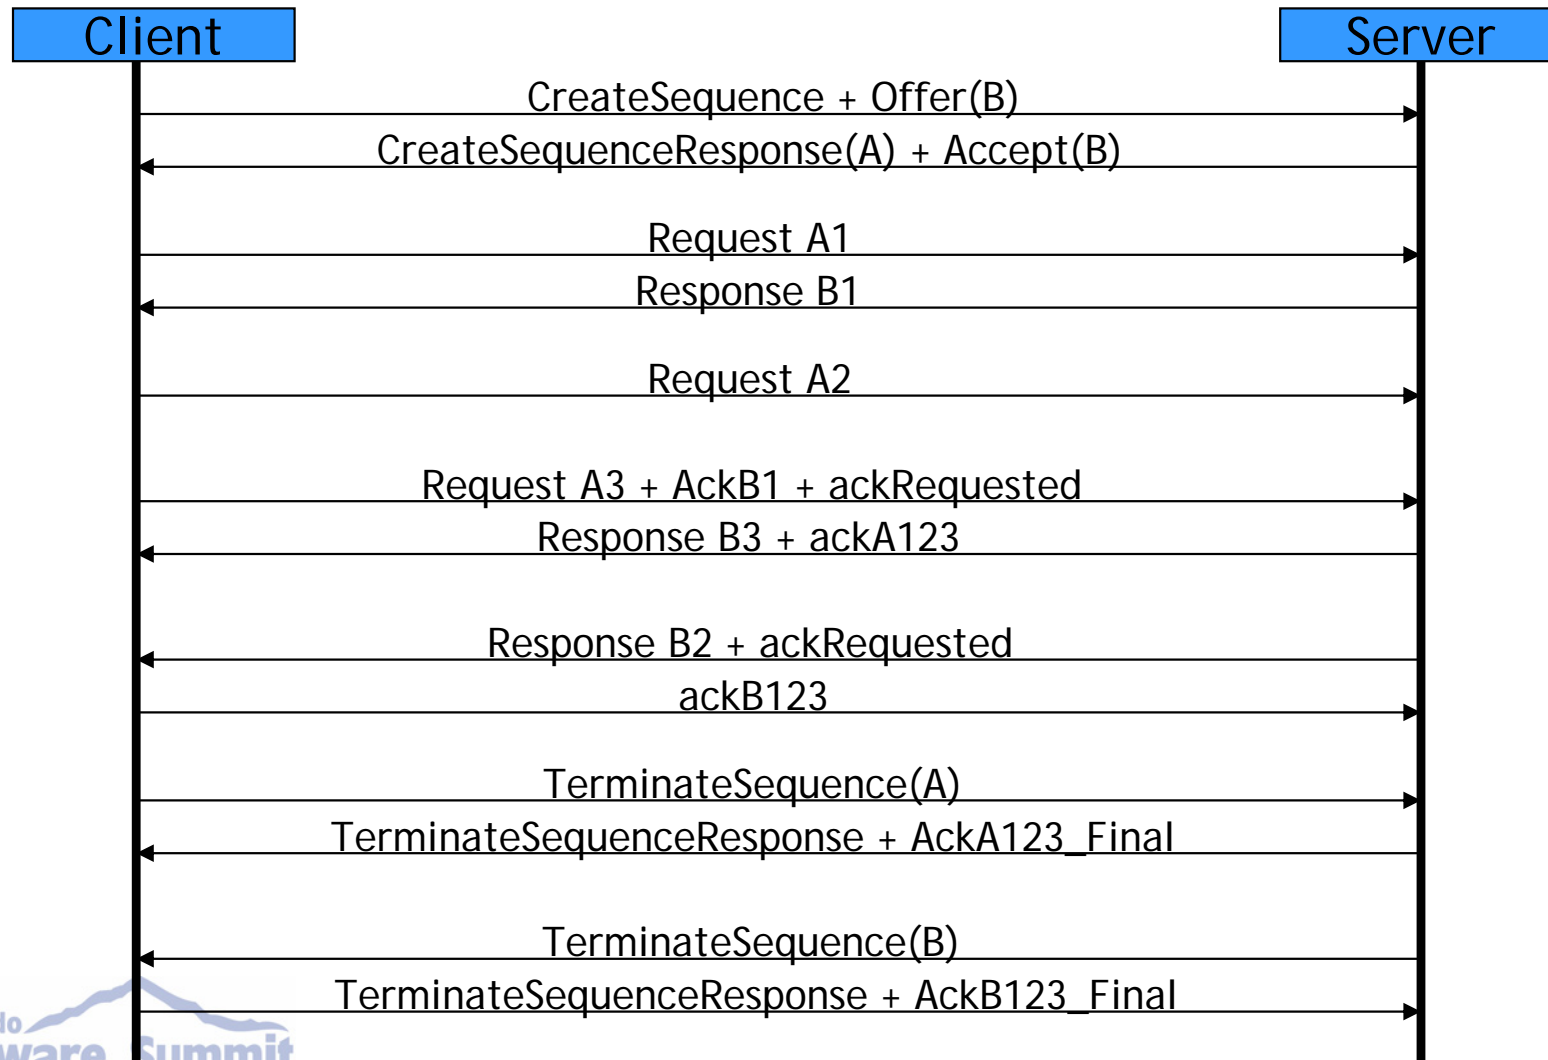 Client
Server
CreateSequence + Offer(B)
CreateSequenceResponse(A) + Accept(B)
Request A1
Response B1
Request A2
Request A3 + AckB1 + ackRequested
Response B3 + ackA123
Response B2 + ackRequested
ackB123
TerminateSequence(A)
TerminateSequenceResponse + AckA123_Final
TerminateSequence(B)
TerminateSequenceResponse + AckB123_Final
Summit